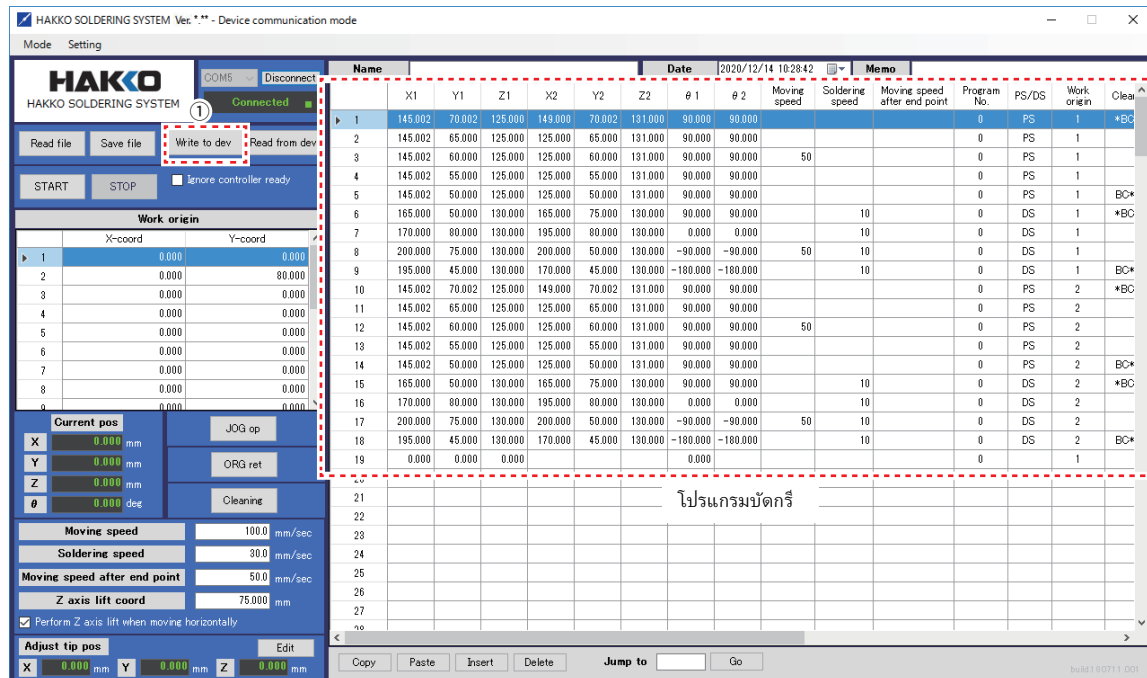 HAKKO SOLDERING SYSTEM Ver. *.** - Device communication mode
Mode Setting
HAKKO
HAKKO SOLDERING SYSTEM
COM5 Disconnect
Connected
①
Read file Save file Write to dev Read from dev
START STOP Ignore controller ready
Work origin
X-coord Y-coord
1 0.000 0.000
2 0.000 80.000
3 0.000 0.000
4 0.000 0.000
5 0.000 0.000
6 0.000 0.000
7 0.000 0.000
8 0.000 0.000
9 0.000 0.000
Current pos
X 0.000 mm
Y 0.000 mm
Z 0.000 mm
θ 0.000 deg
JOG op
ORG ret
Cleaning
Moving speed 100.0 mm/sec
Soldering speed 30.0 mm/sec
Moving speed after end point 50.0 mm/sec
Z axis lift coord 75.000 mm
Perform Z axis lift when moving horizontally
Adjust tip pos Edit
X 0.000 mm Y 0.000 mm Z 0.000 mm
Name Date 2020/12/14 10:28:42 Memo
X1 Y1 Z1 X2 Y2 Z2 θ1 θ2 Moving speed Soldering speed Moving speed after end point Program No. PS/DS Work origin Clea
1 145.002 70.002 125.000 149.000 70.002 131.000 90.000 90.000 0 PS 1 *BC
2 145.002 65.000 125.000 125.000 65.000 131.000 90.000 90.000 0 PS 1
3 145.002 60.000 125.000 125.000 60.000 131.000 90.000 90.000 50 0 PS 1
4 145.002 55.000 125.000 125.000 55.000 131.000 90.000 90.000 0 PS 1
5 145.002 50.000 125.000 125.000 50.000 131.000 90.000 90.000 0 PS 1 BC*
6 165.000 50.000 130.000 165.000 75.000 130.000 90.000 90.000 10 0 DS 1 *BC
7 170.000 80.000 130.000 195.000 80.000 130.000 0.000 0.000 10 0 DS 1
8 200.000 75.000 130.000 200.000 50.000 130.000 -90.000 -90.000 50 10 0 DS 1
9 195.000 45.000 130.000 170.000 45.000 130.000 -180.000 -180.000 10 0 DS 1 BC*
10 145.002 70.002 125.000 149.000 70.002 131.000 90.000 90.000 0 PS 2 *BC
11 145.002 65.000 125.000 125.000 65.000 131.000 90.000 90.000 0 PS 2
12 145.002 60.000 125.000 125.000 60.000 131.000 90.000 90.000 50 0 PS 2
13 145.002 55.000 125.000 125.000 55.000 131.000 90.000 90.000 0 PS 2
14 145.002 50.000 125.000 125.000 50.000 131.000 90.000 90.000 0 PS 2 BC*
15 165.000 50.000 130.000 165.000 75.000 130.000 90.000 90.000 10 0 DS 2 *BC
16 170.000 80.000 130.000 195.000 80.000 130.000 0.000 0.000 10 0 DS 2
17 200.000 75.000 130.000 200.000 50.000 130.000 -90.000 -90.000 50 10 0 DS 2
18 195.000 45.000 130.000 170.000 45.000 130.000 -180.000 -180.000 10 0 DS 2 BC*
19 0.000 0.000 0.000 0.000 0 1
20
21
โปรแกรมบัดกรี
22
23
24
25
26
27
28
Copy Paste Insert Delete Jump to Go
build:180711.001